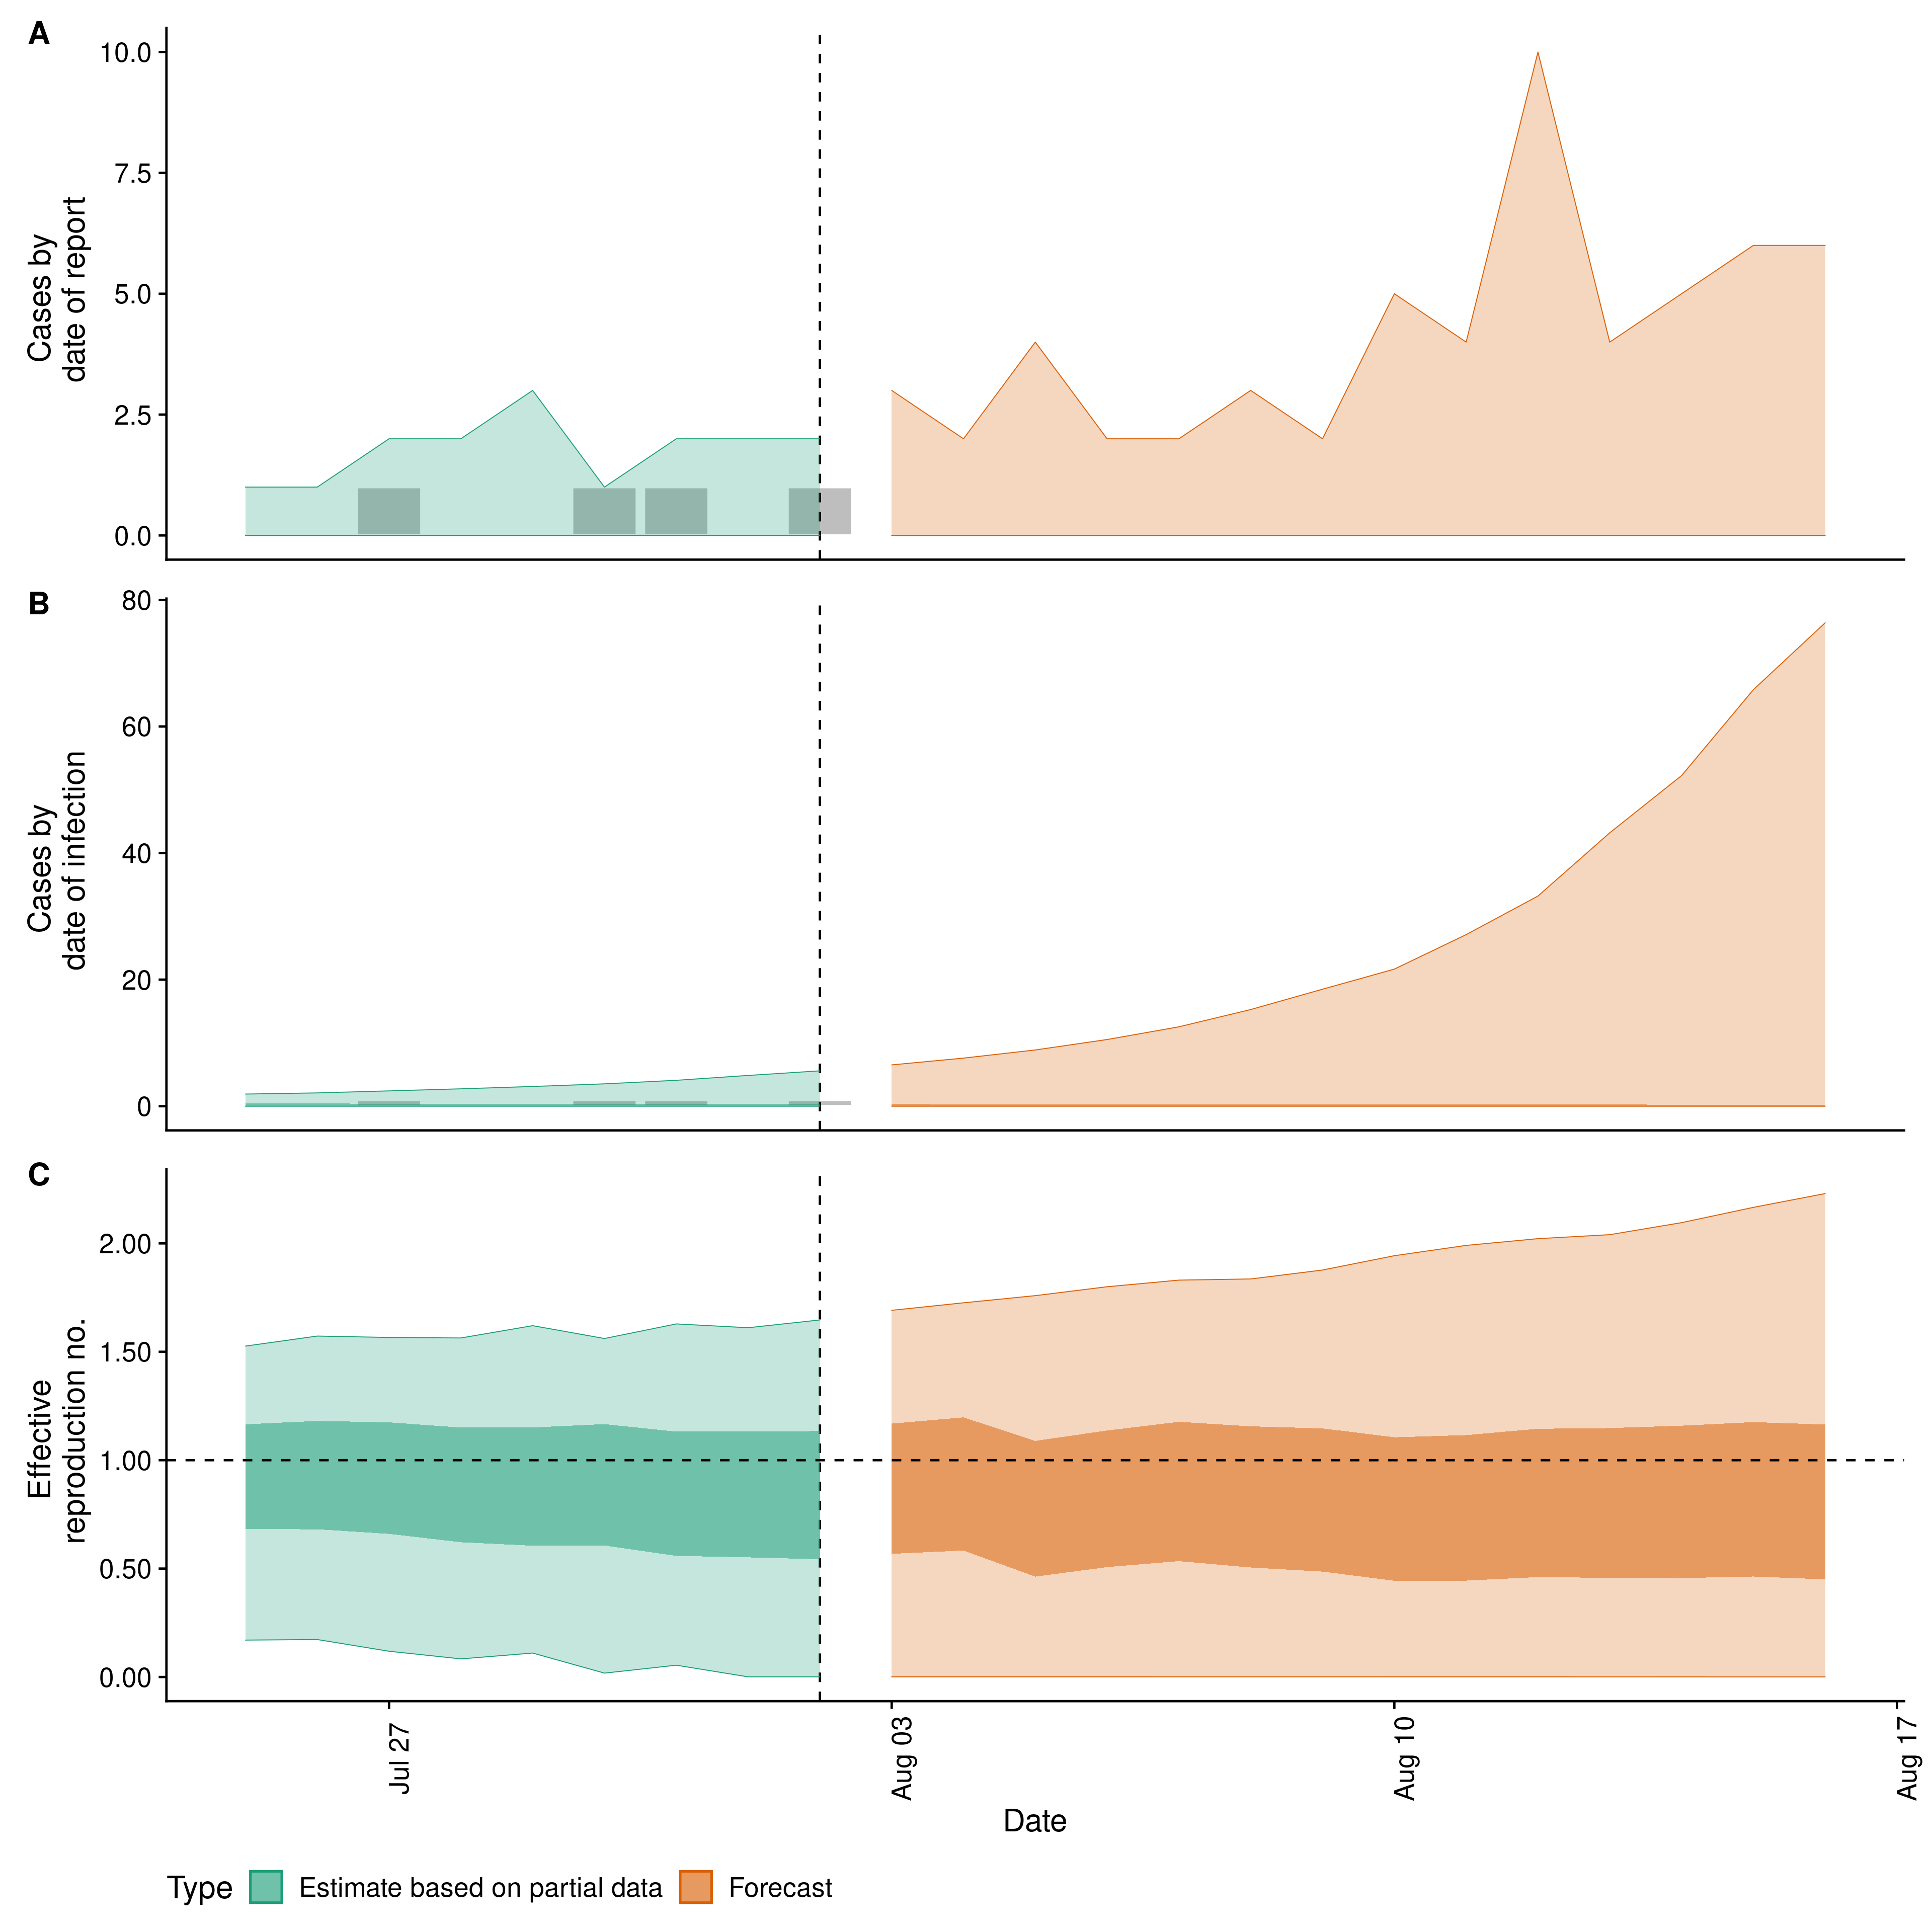 A
10.0
7.5
5.0
2.5
0.0
Cases by
date of report
B
80
60
40
20
0
Cases by
date of infection
C
2.00
1.50
1.00
0.50
0.00
Effective
reproduction no.
Jul 27
Aug 03
Aug 10
Aug 17
Date
Type Estimate based on partial data Forecast